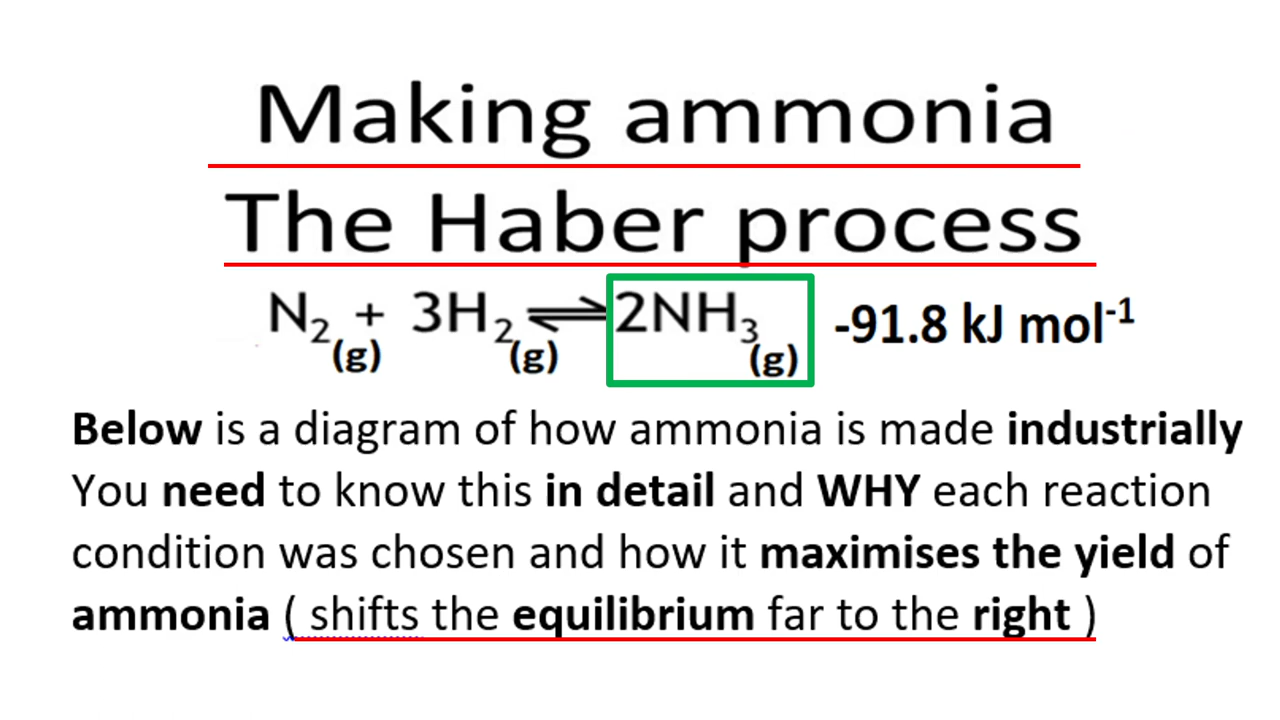 Making ammonia
The Haber process
N₂(g) + 3H₂(g) ⇌ 2NH₃(g) -91.8 kJ mol⁻¹
Below is a diagram of how ammonia is made industrially
You need to know this in detail and WHY each reaction
condition was chosen and how it maximises the yield of
ammonia ( shifts the equilibrium far to the right )